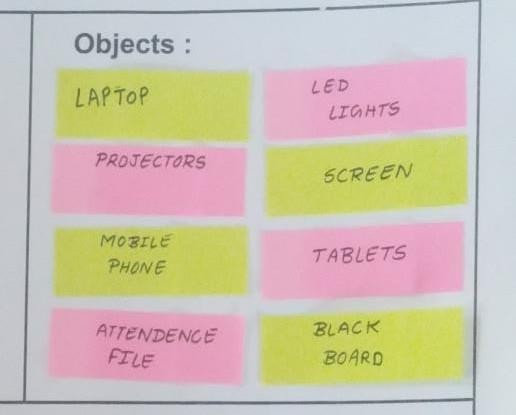 Objects :
LAPTOP
LED
LIGHTS
PROJECTORS
SCREEN
MOBILE
PHONE
TABLETS
ATTENDENCE
FILE
BLACK
BOARD